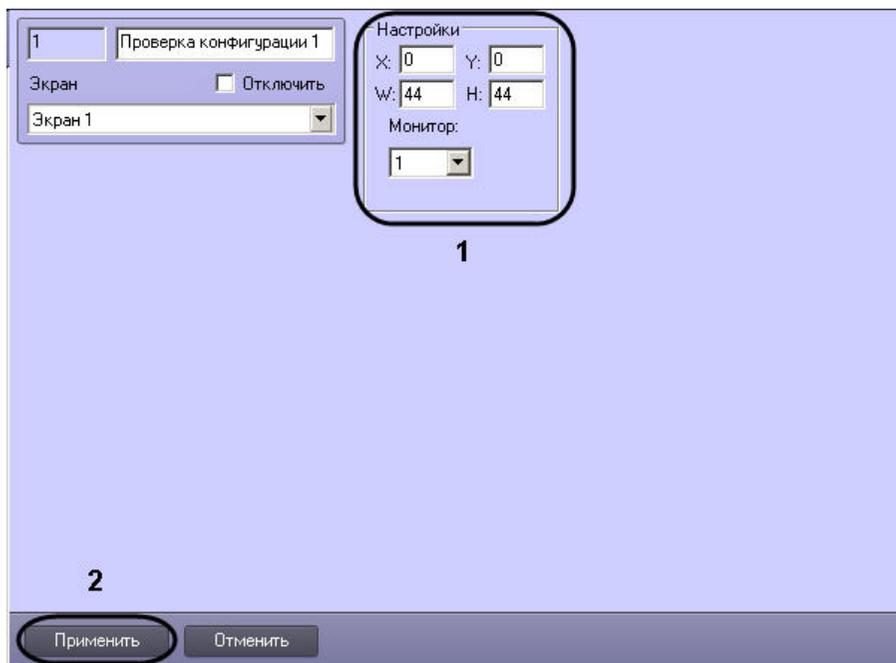 1 Проверка конфигурации 1
Экран Отключить
Экран 1
Настройки
X: 0 Y: 0
W: 44 H: 44
Монитор:
1
1
2
Применить Отменить